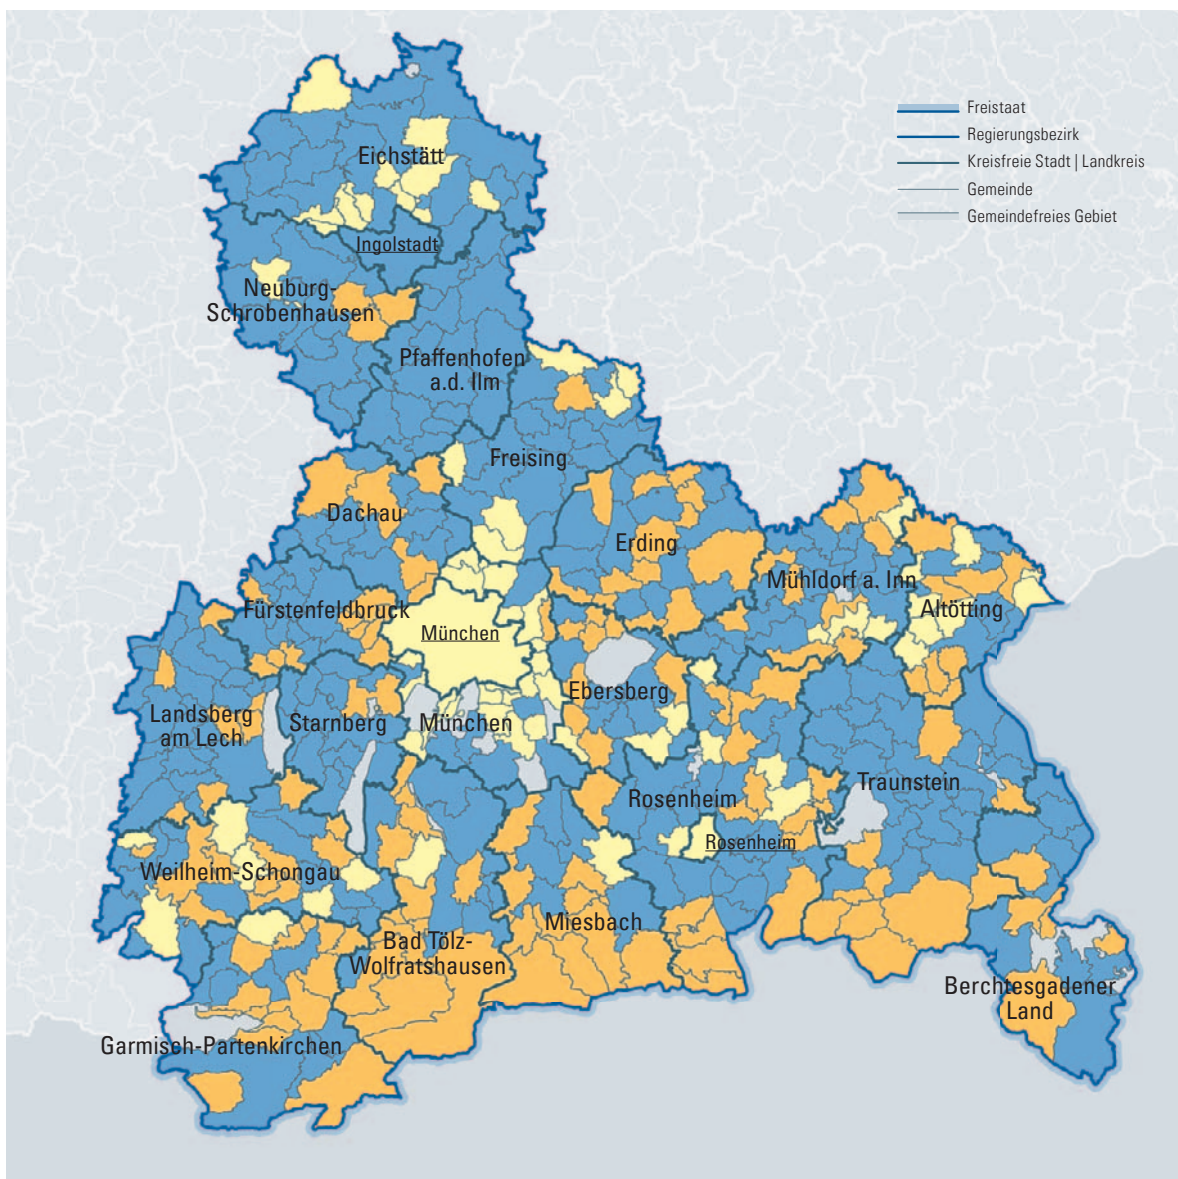 Freistaat
Regierungsbezirk
Kreisfreie Stadt | Landkreis
Gemeinde
Gemeindefreies Gebiet
Eichstätt
Ingolstadt
Neuburg-
Schrobenhausen
Pfaffenhofen
a.d. Ilm
Freising
Dachau
Erding
Mühldorf a. Inn
Altötting
Fürstenfeldbruck
München
Ebersberg
Landsberg
am Lech
Starnberg
München
Traunstein
Rosenheim
Rosenheim
Weilheim-Schongau
Miesbach
Bad Tölz-
Wolfratshausen
Berchtesgadener
Land
Garmisch-Partenkirchen